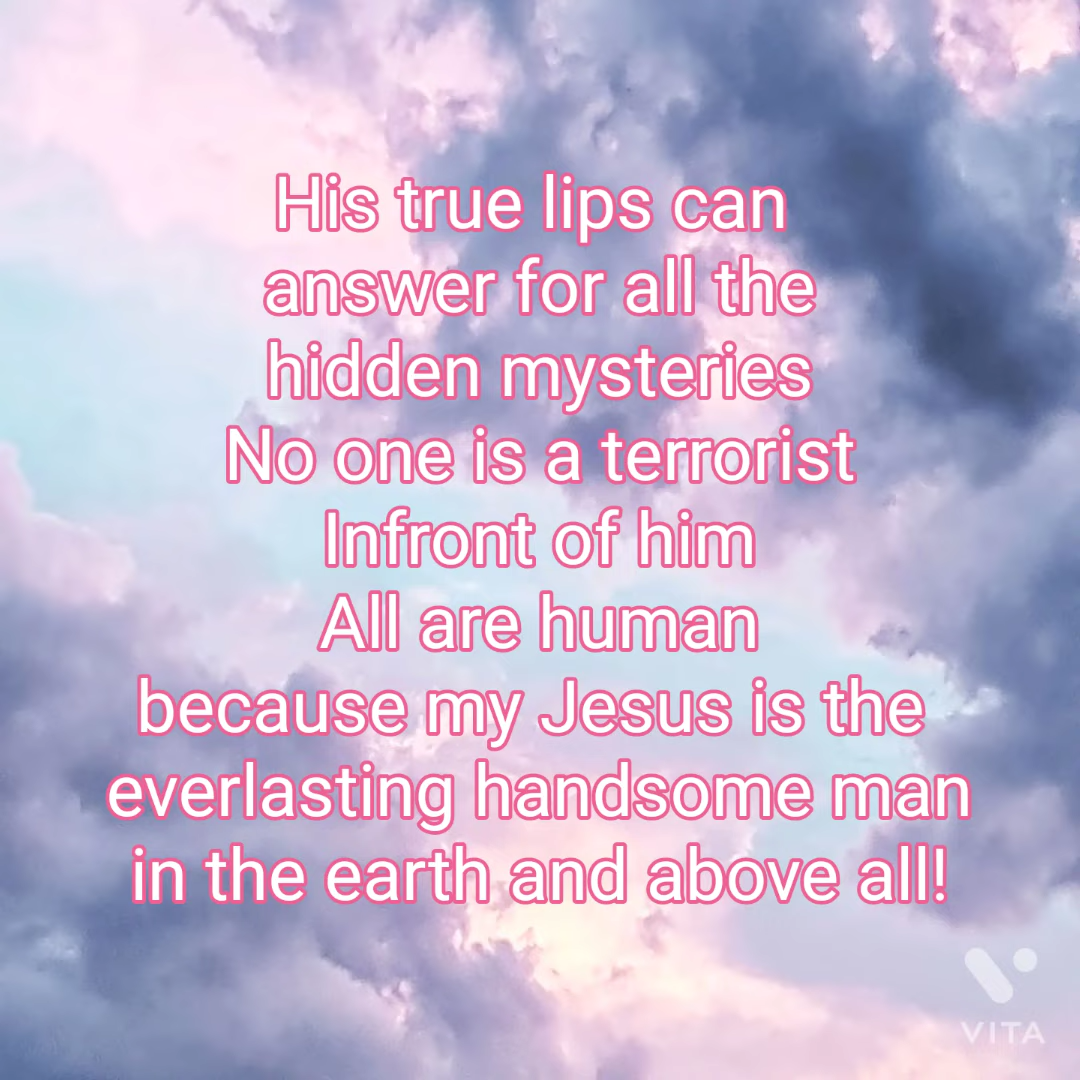 His true lips can
answer for all the
hidden mysteries
No one is a terrorist
Infront of him
All are human
because my Jesus is the
everlasting handsome man
in the earth and above all!
VITA